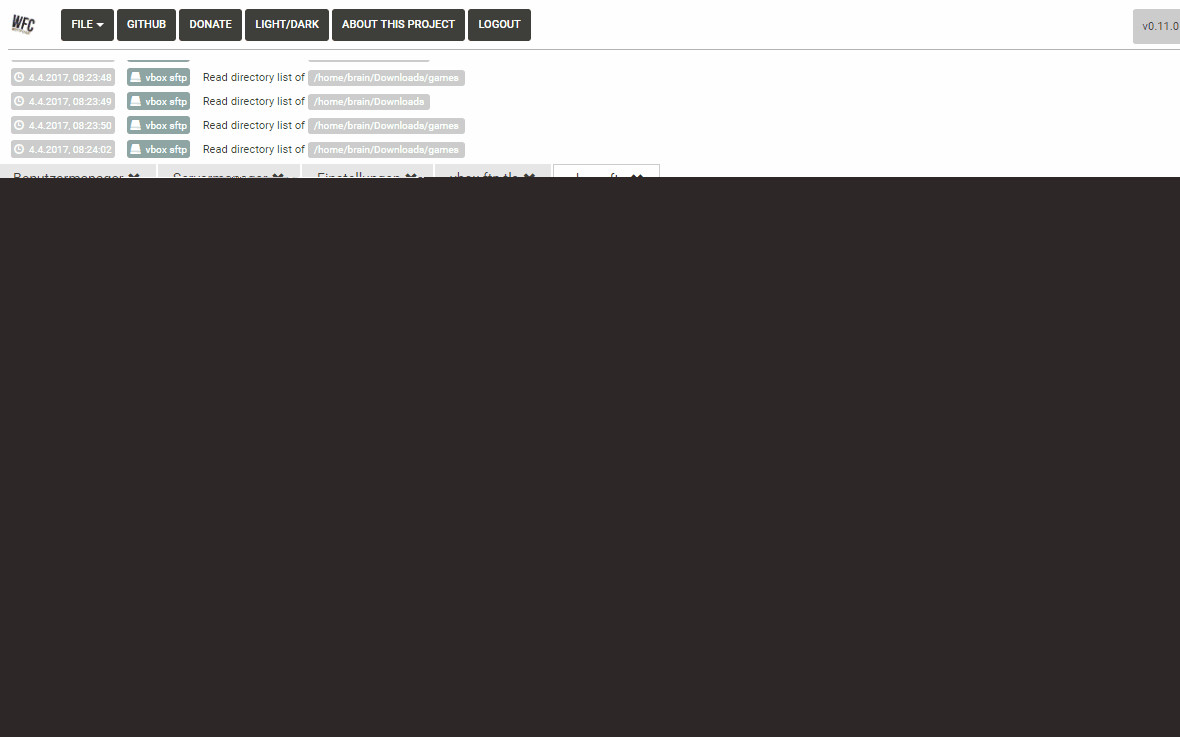 WFC FILE GITHUB DONATE LIGHT/DARK ABOUT THIS PROJECT LOGOUT v0.11.0
4.4.2017, 08:23:48 vbox sftp Read directory list of /home/brain/Downloads/games
4.4.2017, 08:23:49 vbox sftp Read directory list of /home/brain/Downloads
4.4.2017, 08:23:50 vbox sftp Read directory list of /home/brain/Downloads/games
4.4.2017, 08:24:02 vbox sftp Read directory list of /home/brain/Downloads/games
Benutzermanager Servermanager Einstellungen vbox ftp tls